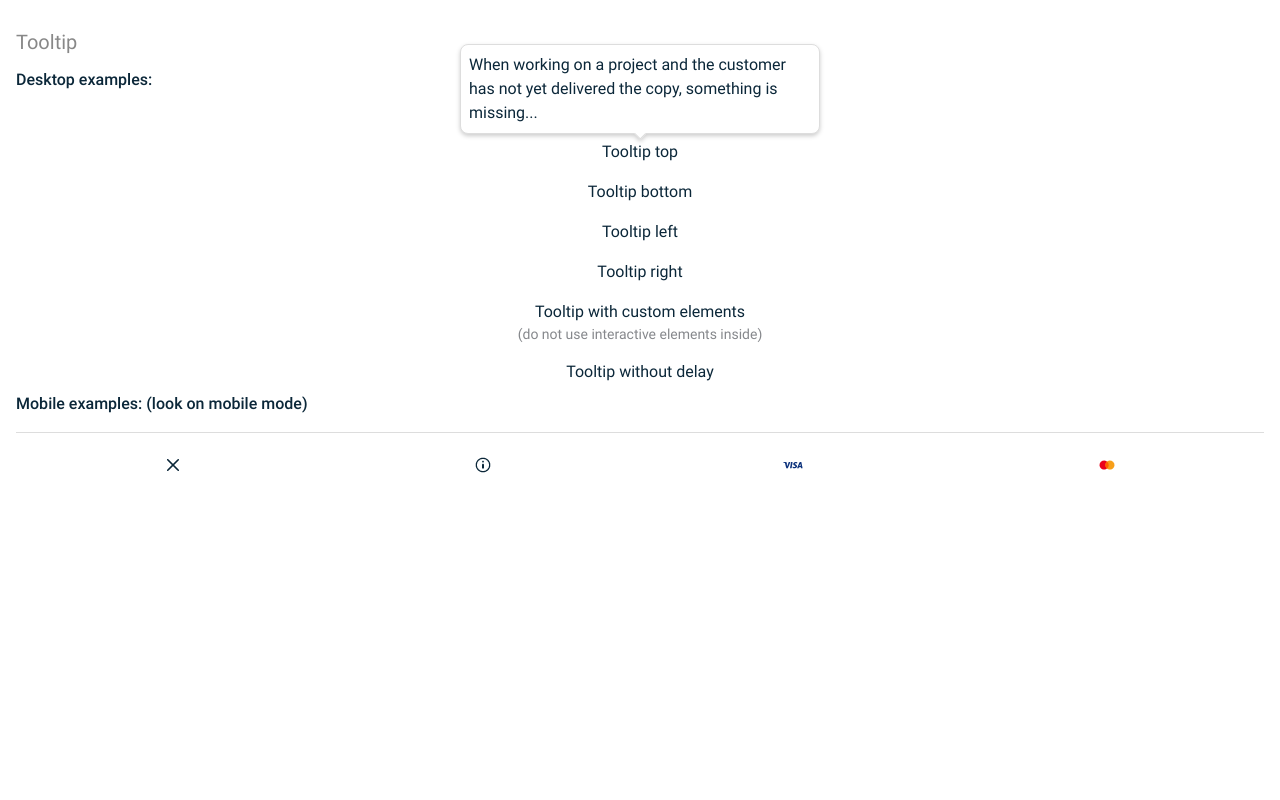 Tooltip
Desktop examples:
When working on a project and the customer
has not yet delivered the copy, something is
missing...
Tooltip top
Tooltip bottom
Tooltip left
Tooltip right
Tooltip with custom elements
(do not use interactive elements inside)
Tooltip without delay
Mobile examples: (look on mobile mode)
VISA